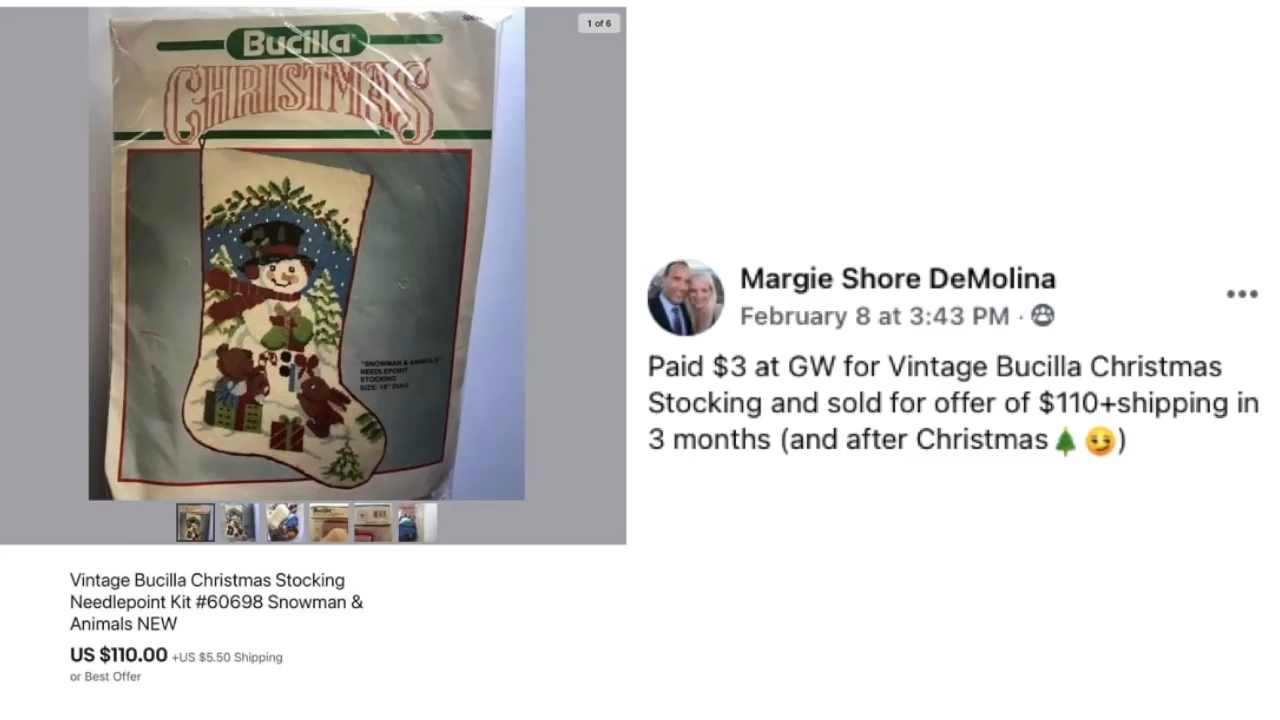 1 of 6
Bucilla
CHRISTMAS
"SNOWMAN & ANIMALS"
NEEDLEPOINT
STOCKING
SIZE: 18" DIAG
Vintage Bucilla Christmas Stocking
Needlepoint Kit #60698 Snowman &
Animals NEW
US $110.00 +US $5.50 Shipping
or Best Offer
Margie Shore DeMolina
February 8 at 3:43 PM ·
Paid $3 at GW for Vintage Bucilla Christmas
Stocking and sold for offer of $110+shipping in
3 months (and after Christmas🎄😏)